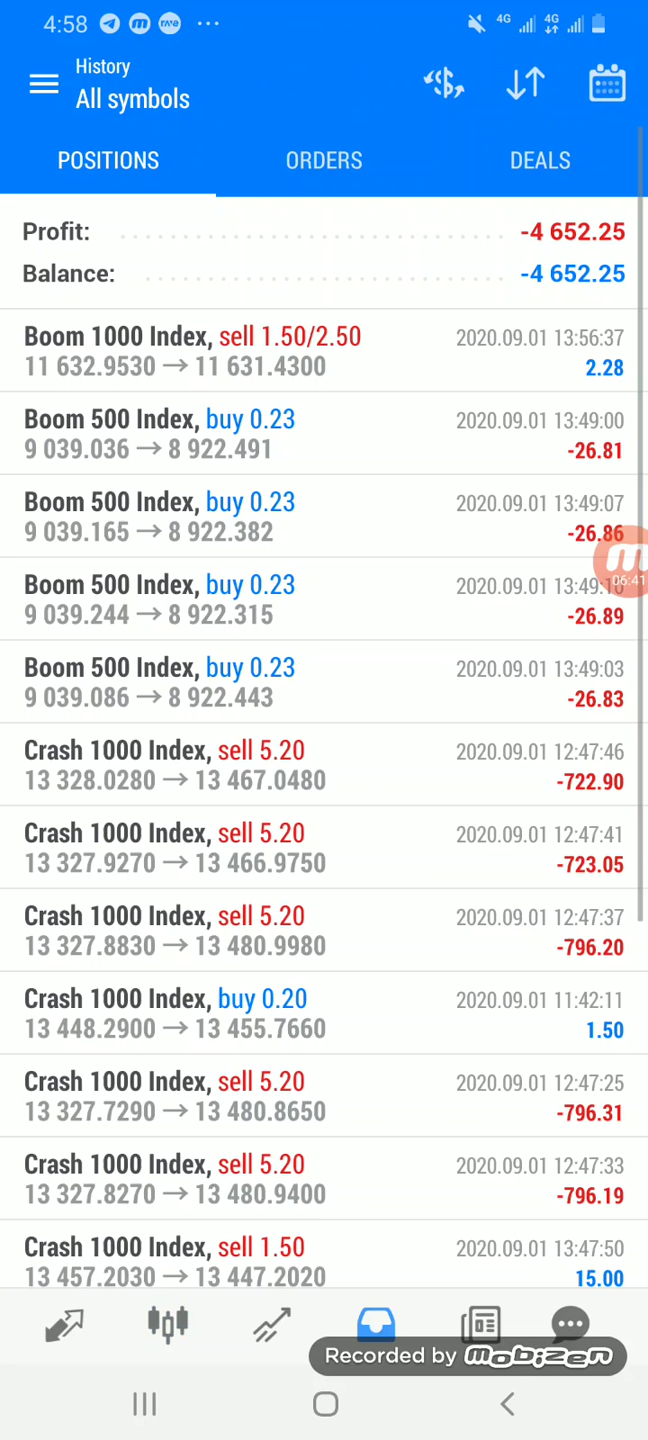 4:58
4G 4G
History
All symbols
POSITIONS ORDERS DEALS
Profit: -4 652.25
Balance: -4 652.25
Boom 1000 Index, sell 1.50/2.50 2020.09.01 13:56:37
11 632.9530 → 11 631.4300 2.28
Boom 500 Index, buy 0.23 2020.09.01 13:49:00
9 039.036 → 8 922.491 -26.81
Boom 500 Index, buy 0.23 2020.09.01 13:49:07
9 039.165 → 8 922.382 -26.86
Boom 500 Index, buy 0.23 2020.09.01 13:49:10
06:41
9 039.244 → 8 922.315 -26.89
Boom 500 Index, buy 0.23 2020.09.01 13:49:03
9 039.086 → 8 922.443 -26.83
Crash 1000 Index, sell 5.20 2020.09.01 12:47:46
13 328.0280 → 13 467.0480 -722.90
Crash 1000 Index, sell 5.20 2020.09.01 12:47:41
13 327.9270 → 13 466.9750 -723.05
Crash 1000 Index, sell 5.20 2020.09.01 12:47:37
13 327.8830 → 13 480.9980 -796.20
Crash 1000 Index, buy 0.20 2020.09.01 11:42:11
13 448.2900 → 13 455.7660 1.50
Crash 1000 Index, sell 5.20 2020.09.01 12:47:25
13 327.7290 → 13 480.8650 -796.31
Crash 1000 Index, sell 5.20 2020.09.01 12:47:33
13 327.8270 → 13 480.9400 -796.19
Crash 1000 Index, sell 1.50 2020.09.01 13:47:50
13 457.2030 → 13 447.2020 15.00
Recorded by mobizen